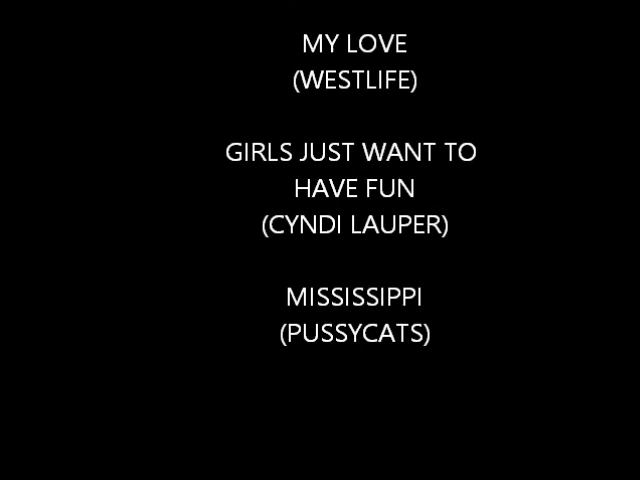 MY LOVE
(WESTLIFE)
GIRLS JUST WANT TO
HAVE FUN
(CYNDI LAUPER)
MISSISSIPPI
(PUSSYCATS)